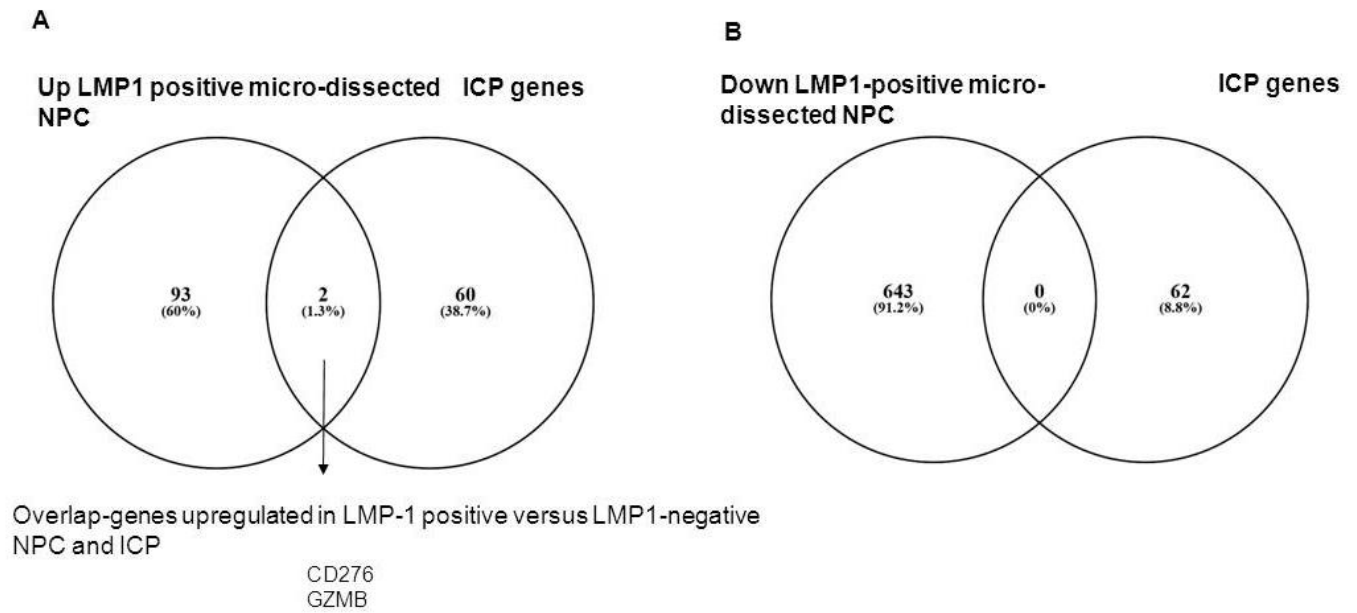 A
Up LMP1 positive micro-dissected
NPC
ICP genes
93
(60%)
2
(1.3%)
60
(38.7%)
Overlap-genes upregulated in LMP-1 positive versus LMP1-negative
NPC and ICP
CD276
GZMB
B
Down LMP1-positive micro-
dissected NPC
ICP genes
643
(91.2%)
0
(0%)
62
(8.8%)